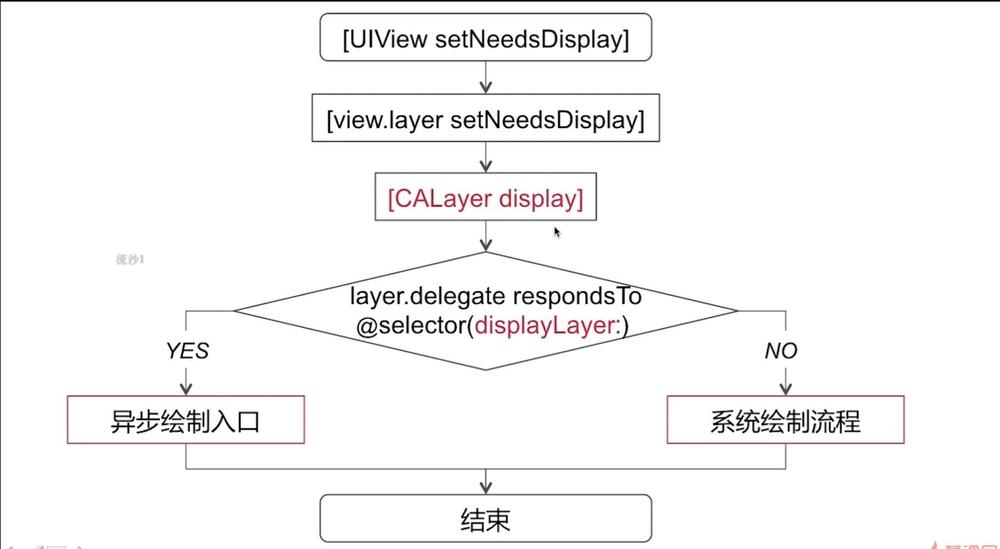 [UIView setNeedsDisplay]
[view.layer setNeedsDisplay]
[CALayer display]
流沙1
layer.delegate respondsTo
@selector(displayLayer:)
YES
NO
异步绘制入口
系统绘制流程
结束